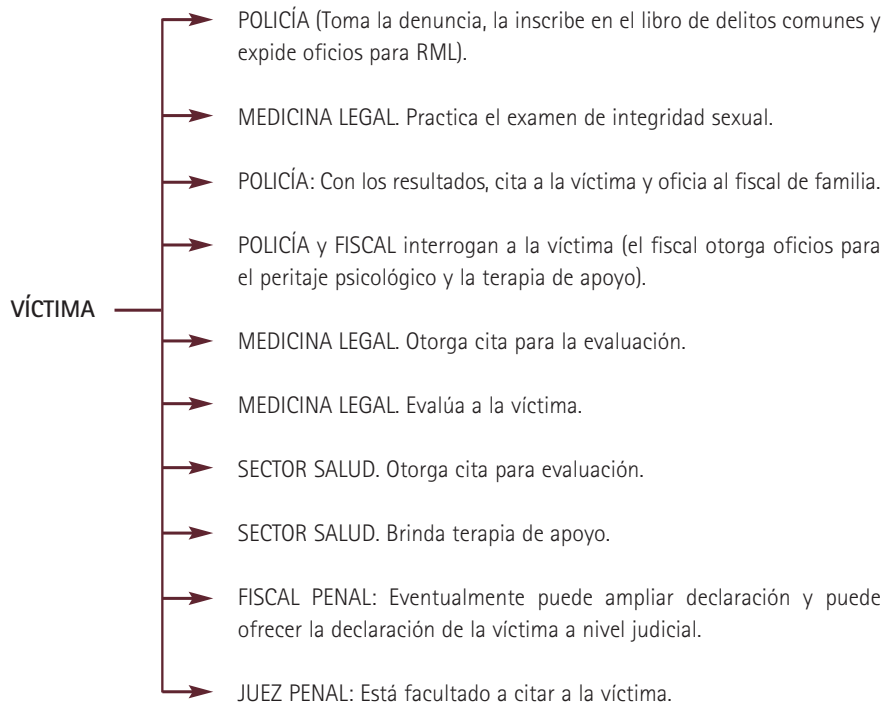 POLICÍA (Toma la denuncia, la inscribe en el libro de delitos comunes y
expide oficios para RML).
MEDICINA LEGAL. Practica el examen de integridad sexual.
POLICÍA: Con los resultados, cita a la víctima y oficia al fiscal de familia.
POLICÍA y FISCAL interrogan a la víctima (el fiscal otorga oficios para
el peritaje psicológico y la terapia de apoyo).
VÍCTIMA
MEDICINA LEGAL. Otorga cita para la evaluación.
MEDICINA LEGAL. Evalúa a la víctima.
SECTOR SALUD. Otorga cita para evaluación.
SECTOR SALUD. Brinda terapia de apoyo.
FISCAL PENAL: Eventualmente puede ampliar declaración y puede
ofrecer la declaración de la víctima a nivel judicial.
JUEZ PENAL: Está facultado a citar a la víctima.